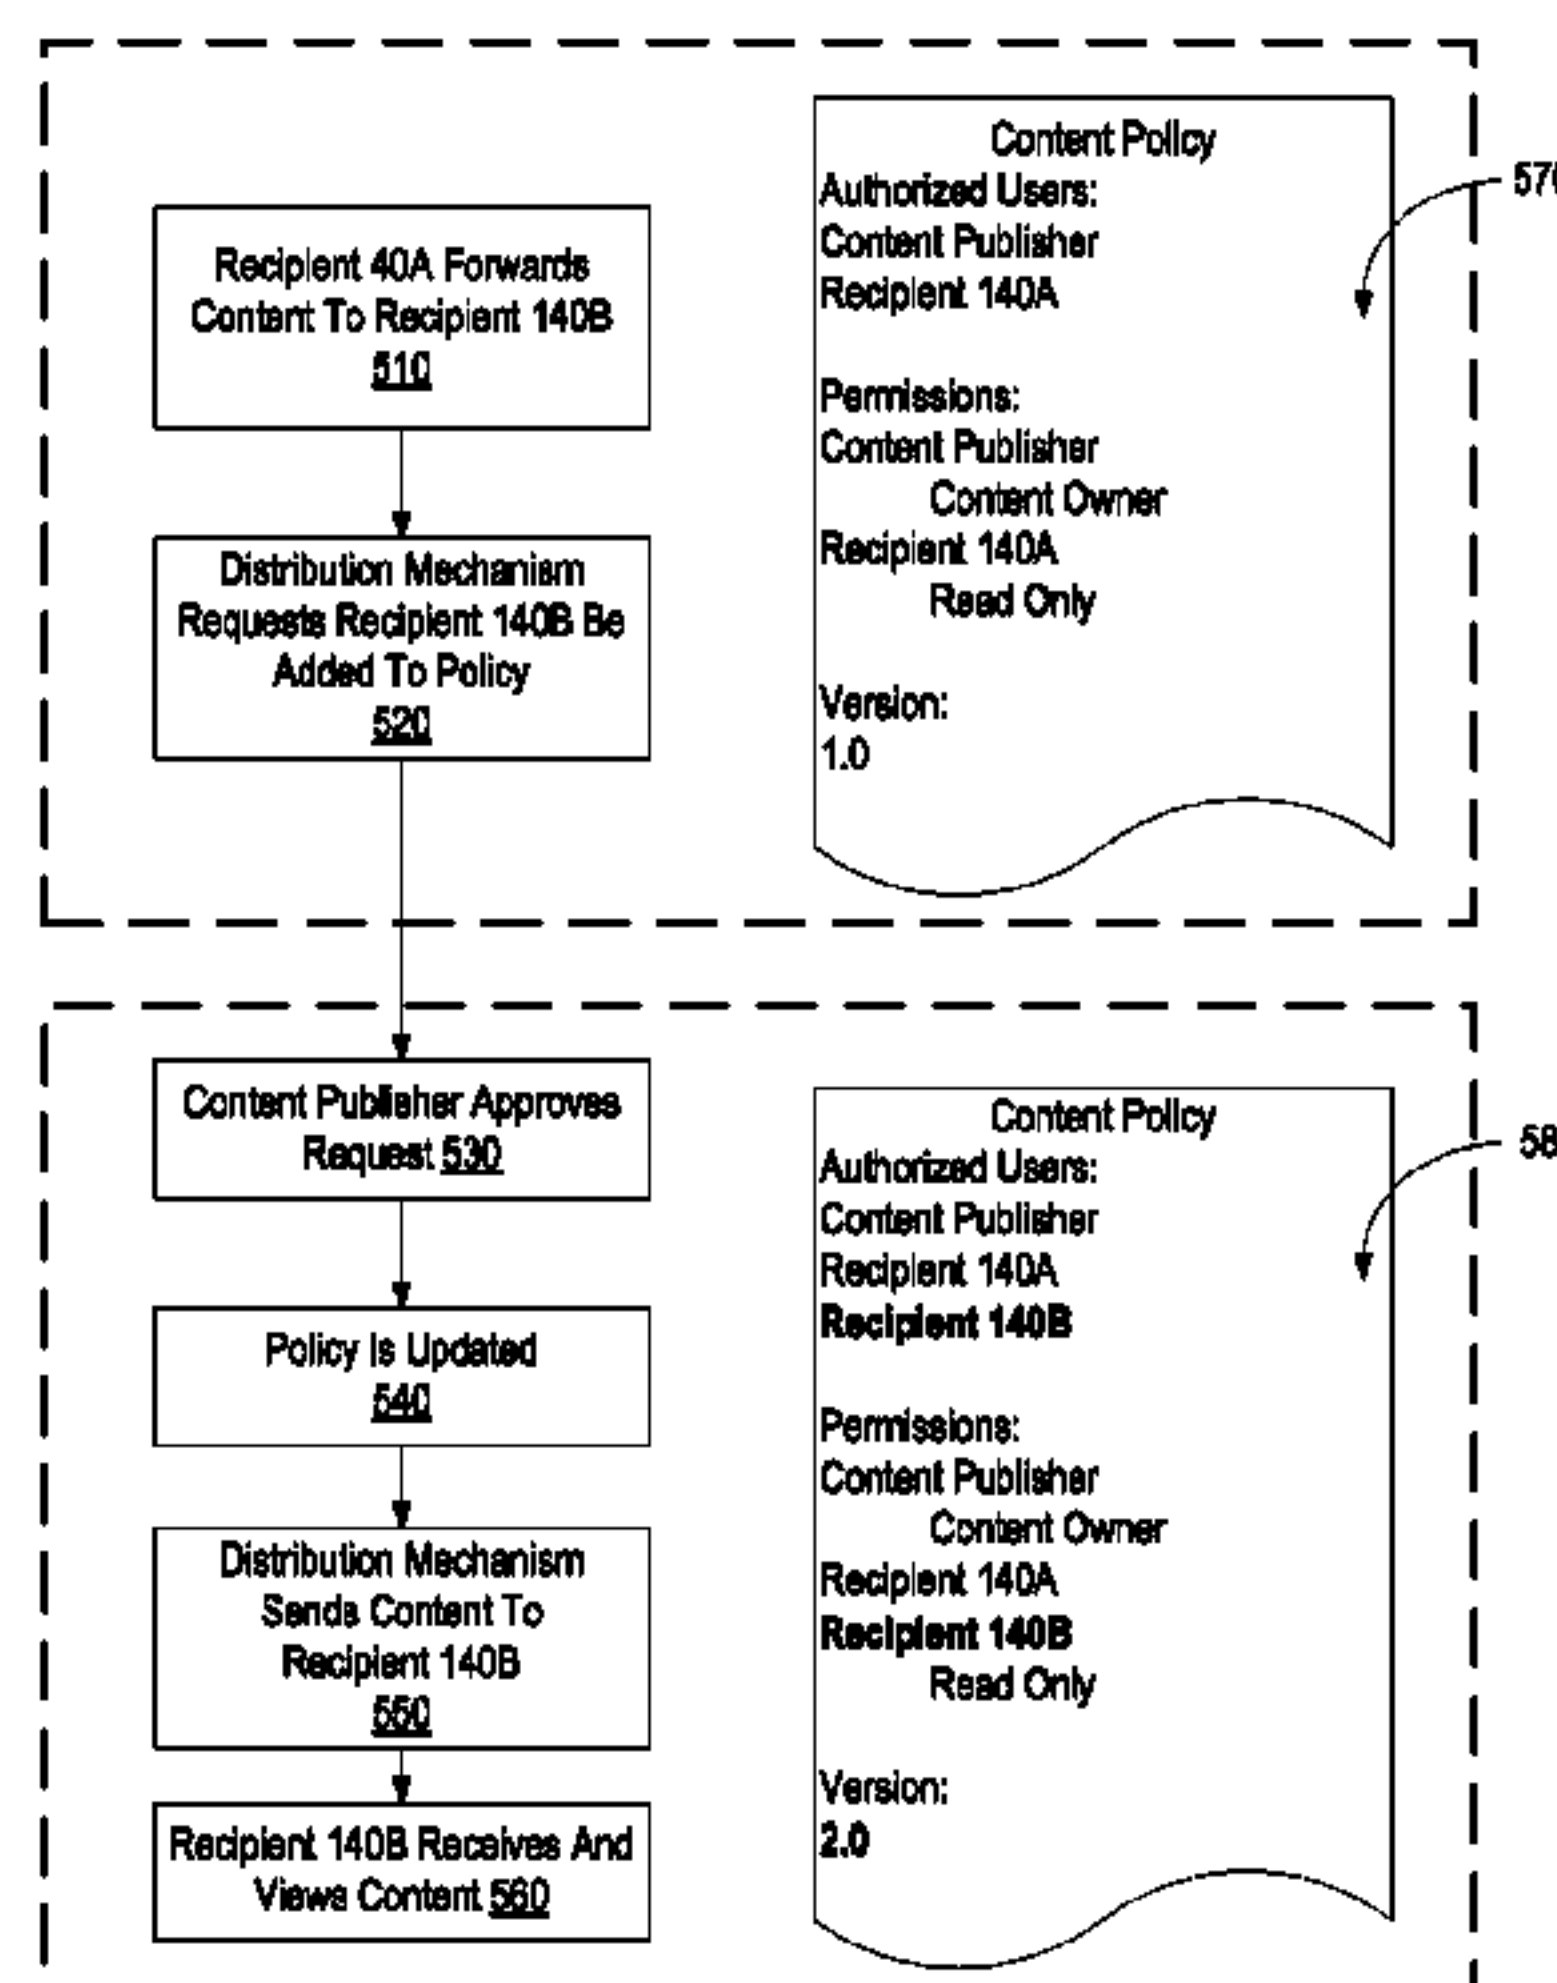 Recipient 40A Forwards
Content To Recipient 140B
510
Distribution Mechanism
Requests Recipient 140B Be
Added To Policy
520
Content Policy
Authorized Users:
Content Publisher
Recipient 140A
Permissions:
Content Publisher
Content Owner
Recipient 140A
Read Only
Version:
1.0
Content Publisher Approves
Request 530
Policy Is Updated
540
Distribution Mechanism
Sends Content To
Recipient 140B
550
Recipient 140B Receives And
Views Content 560
Content Policy
Authorized Users:
Content Publisher
Recipient 140A
Recipient 140B
Permissions:
Content Publisher
Content Owner
Recipient 140A
Recipient 140B
Read Only
Version:
2.0